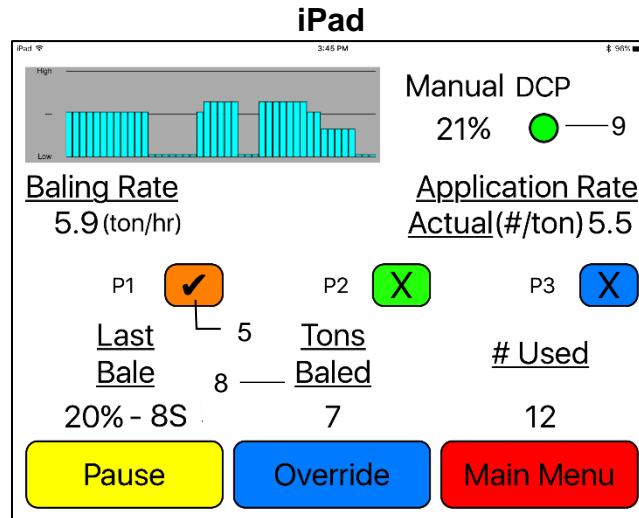 iPad
iPad 3:45 PM 96%
High
Manual DCP
21% 9
Low
Baling Rate
5.9 (ton/hr)
Application Rate
Actual(#/ton) 5.5
P1 ✔ P2 X P3 X
5
Last Bale
Tons Baled
8
# Used
20% - 8S 7 12
Pause Override Main Menu